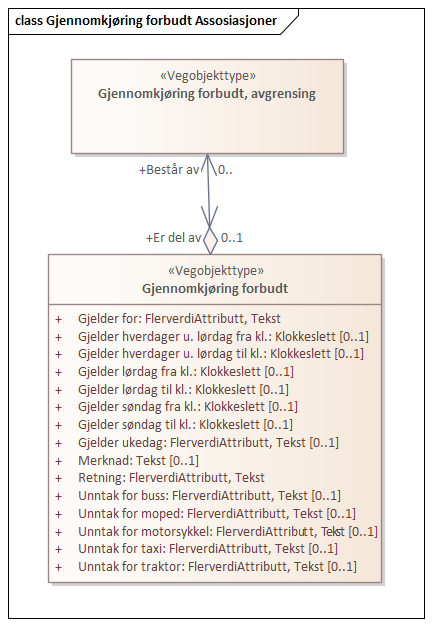 class Gjennomkjøring forbudt Assosiasjoner
«Vegobjekttype»
Gjennomkjøring forbudt, avgrensing
+Består av 0..
+Er del av 0..1
«Vegobjekttype»
Gjennomkjøring forbudt
+ Gjelder for: FlerverdiAttributt, Tekst
+ Gjelder hverdager u. lørdag fra kl.: Klokkeslett [0..1]
+ Gjelder hverdager u. lørdag til kl.: Klokkeslett [0..1]
+ Gjelder lørdag fra kl.: Klokkeslett [0..1]
+ Gjelder lørdag til kl.: Klokkeslett [0..1]
+ Gjelder søndag fra kl.: Klokkeslett [0..1]
+ Gjelder søndag til kl.: Klokkeslett [0..1]
+ Gjelder ukedag: FlerverdiAttributt, Tekst [0..1]
+ Merknad: Tekst [0..1]
+ Retning: FlerverdiAttributt, Tekst
+ Unntak for buss: FlerverdiAttributt, Tekst [0..1]
+ Unntak for moped: FlerverdiAttributt, Tekst [0..1]
+ Unntak for motorsykkel: FlerverdiAttributt, Tekst [0..1]
+ Unntak for taxi: FlerverdiAttributt, Tekst [0..1]
+ Unntak for traktor: FlerverdiAttributt, Tekst [0..1]